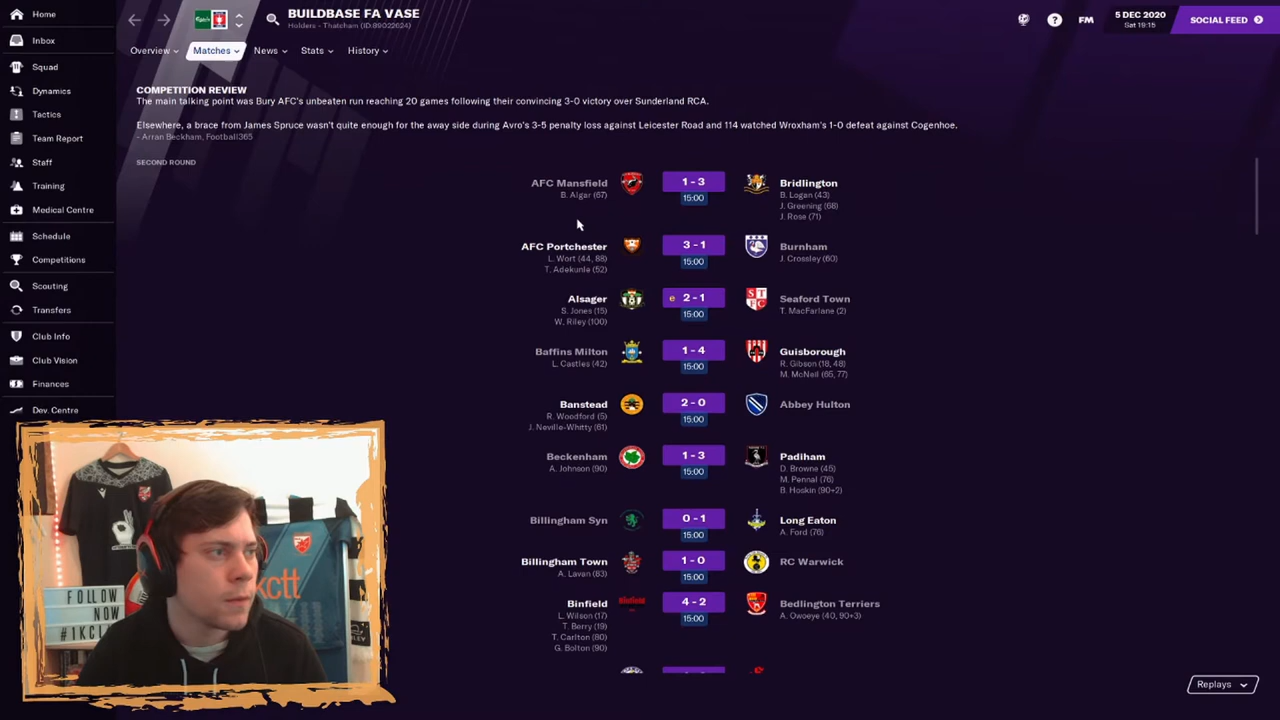 Home
Inbox
Squad
Dynamics
Tactics
Team Report
Staff
Training
Medical Centre
Schedule
Competitions
Scouting
Transfers
Club Info
Club Vision
Finances
Dev. Centre
BUILDBASE FA VASE
Holders - Thatcham (ID:89022024)
?
FM
5 DEC 2020
Sat 19:15
SOCIAL FEED
Overview
Matches
News
Stats
History
COMPETITION REVIEW
The main talking point was Bury AFC's unbeaten run reaching 20 games following their convincing 3-0 victory over Sunderland RCA.
Elsewhere, a brace from James Spruce wasn't quite enough for the away side during Avro's 3-5 penalty loss against Leicester Road and 114 watched Wroxham's 1-0 defeat against Cogenhoe.
- Arran Beckham, Football365
SECOND ROUND
AFC Mansfield 1 - 3 Bridlington
B. Algar (67) 15:00 B. Logan (43)
J. Greening (68)
J. Rose (71)
AFC Portchester 3 - 1 Burnham
L. Wort (44, 88) 15:00 J. Crossley (60)
T. Adekunle (52)
Alsager e 2 - 1 Seaford Town
S. Jones (15) 15:00 T. MacFarlane (2)
W. Riley (100)
Baffins Milton 1 - 4 Guisborough
L. Castles (42) 15:00 R. Gibson (18, 48)
M. McNeil (65, 77)
Banstead 2 - 0 Abbey Hulton
R. Woodford (5) 15:00
J. Neville-Whitty (61)
Beckenham 1 - 3 Padiham
A. Johnson (90) 15:00 D. Browne (45)
M. Pennal (76)
B. Hoskin (90+2)
Billingham Syn 0 - 1 Long Eaton
15:00 A. Ford (76)
Billingham Town 1 - 0 RC Warwick
A. Lavan (83) 15:00
Binfield 4 - 2 Bedlington Terriers
L. Wilson (17) 15:00 A. Owoeye (40, 90+3)
T. Berry (19)
T. Carlton (80)
G. Bolton (90)
Replays
FOLLOW
NOW
kctt